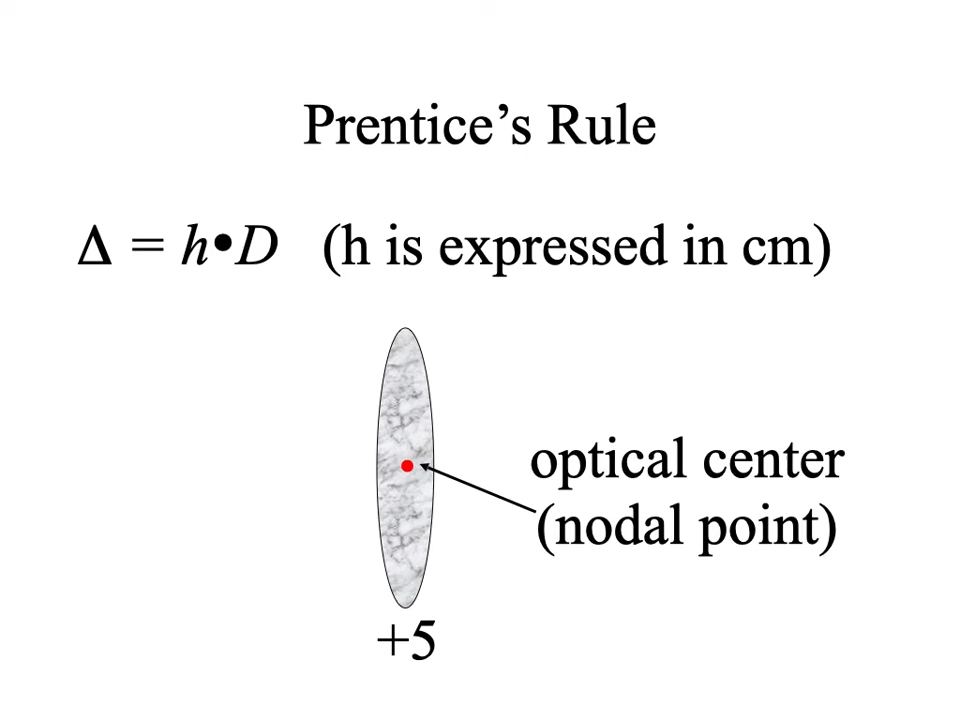 Prentice’s Rule
Δ = h•D (h is expressed in cm)
optical center
(nodal point)
+5